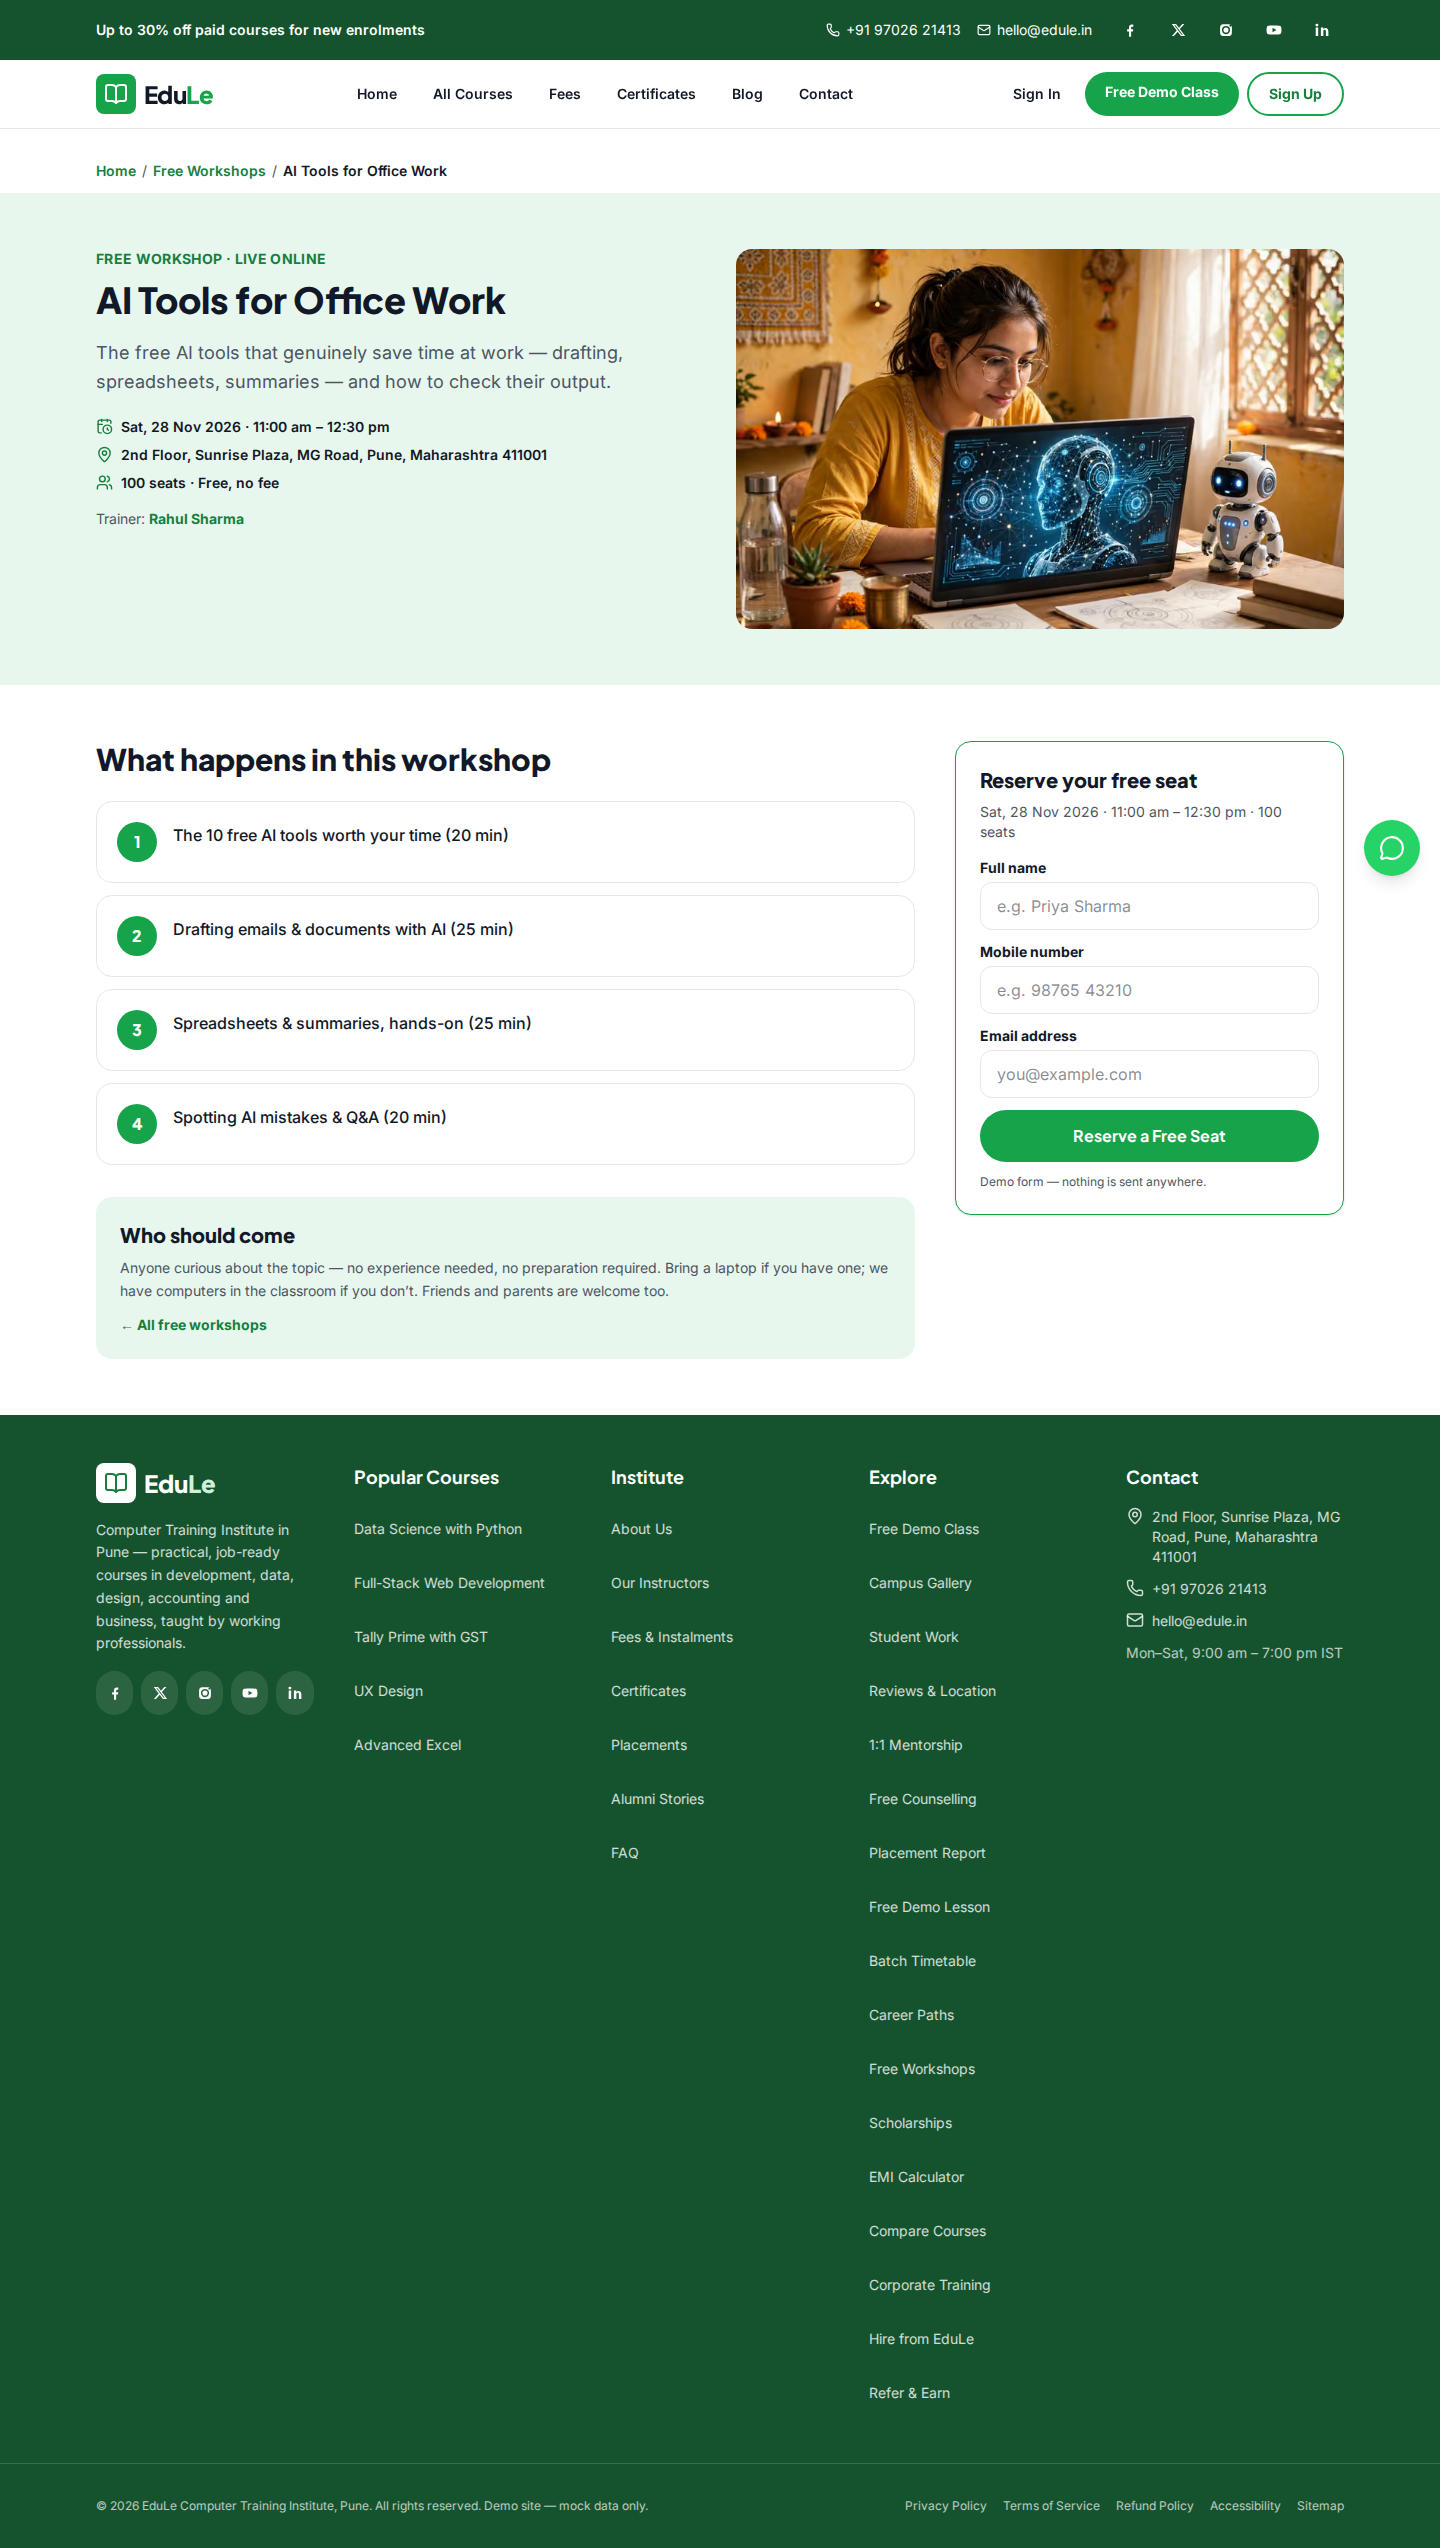 Up to 30% off paid courses for new enrolments
+91 97026 21413
hello@edule.in
EduLe
Home
All Courses
Fees
Certificates
Blog
Contact
Sign In
Free Demo Class
Sign Up
Home / Free Workshops / AI Tools for Office Work
FREE WORKSHOP · LIVE ONLINE
AI Tools for Office Work
The free AI tools that genuinely save time at work — drafting,
spreadsheets, summaries — and how to check their output.
Sat, 28 Nov 2026 · 11:00 am – 12:30 pm
2nd Floor, Sunrise Plaza, MG Road, Pune, Maharashtra 411001
100 seats · Free, no fee
Trainer: Rahul Sharma
What happens in this workshop
1 The 10 free AI tools worth your time (20 min)
2 Drafting emails & documents with AI (25 min)
3 Spreadsheets & summaries, hands-on (25 min)
4 Spotting AI mistakes & Q&A (20 min)
Who should come
Anyone curious about the topic — no experience needed, no preparation required. Bring a laptop if you have one; we
have computers in the classroom if you don’t. Friends and parents are welcome too.
← All free workshops
Reserve your free seat
Sat, 28 Nov 2026 · 11:00 am – 12:30 pm · 100
seats
Full name
e.g. Priya Sharma
Mobile number
e.g. 98765 43210
Email address
you@example.com
Reserve a Free Seat
Demo form — nothing is sent anywhere.
EduLe
Computer Training Institute in
Pune — practical, job-ready
courses in development, data,
design, accounting and
business, taught by working
professionals.
Popular Courses
Data Science with Python
Full-Stack Web Development
Tally Prime with GST
UX Design
Advanced Excel
Institute
About Us
Our Instructors
Fees & Instalments
Certificates
Placements
Alumni Stories
FAQ
Explore
Free Demo Class
Campus Gallery
Student Work
Reviews & Location
1:1 Mentorship
Free Counselling
Placement Report
Free Demo Lesson
Batch Timetable
Career Paths
Free Workshops
Scholarships
EMI Calculator
Compare Courses
Corporate Training
Hire from EduLe
Refer & Earn
Contact
2nd Floor, Sunrise Plaza, MG
Road, Pune, Maharashtra
411001
+91 97026 21413
hello@edule.in
Mon–Sat, 9:00 am – 7:00 pm IST
© 2026 EduLe Computer Training Institute, Pune. All rights reserved. Demo site — mock data only.
Privacy Policy
Terms of Service
Refund Policy
Accessibility
Sitemap